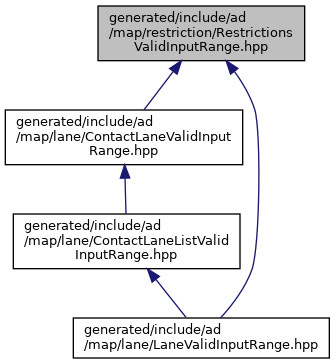 generated/include/ad
/map/restriction/Restrictions
ValidInputRange.hpp
generated/include/ad
/map/lane/ContactLaneValidInput
Range.hpp
generated/include/ad
/map/lane/ContactLaneListValid
InputRange.hpp
generated/include/ad
/map/lane/LaneValidInputRange.hpp